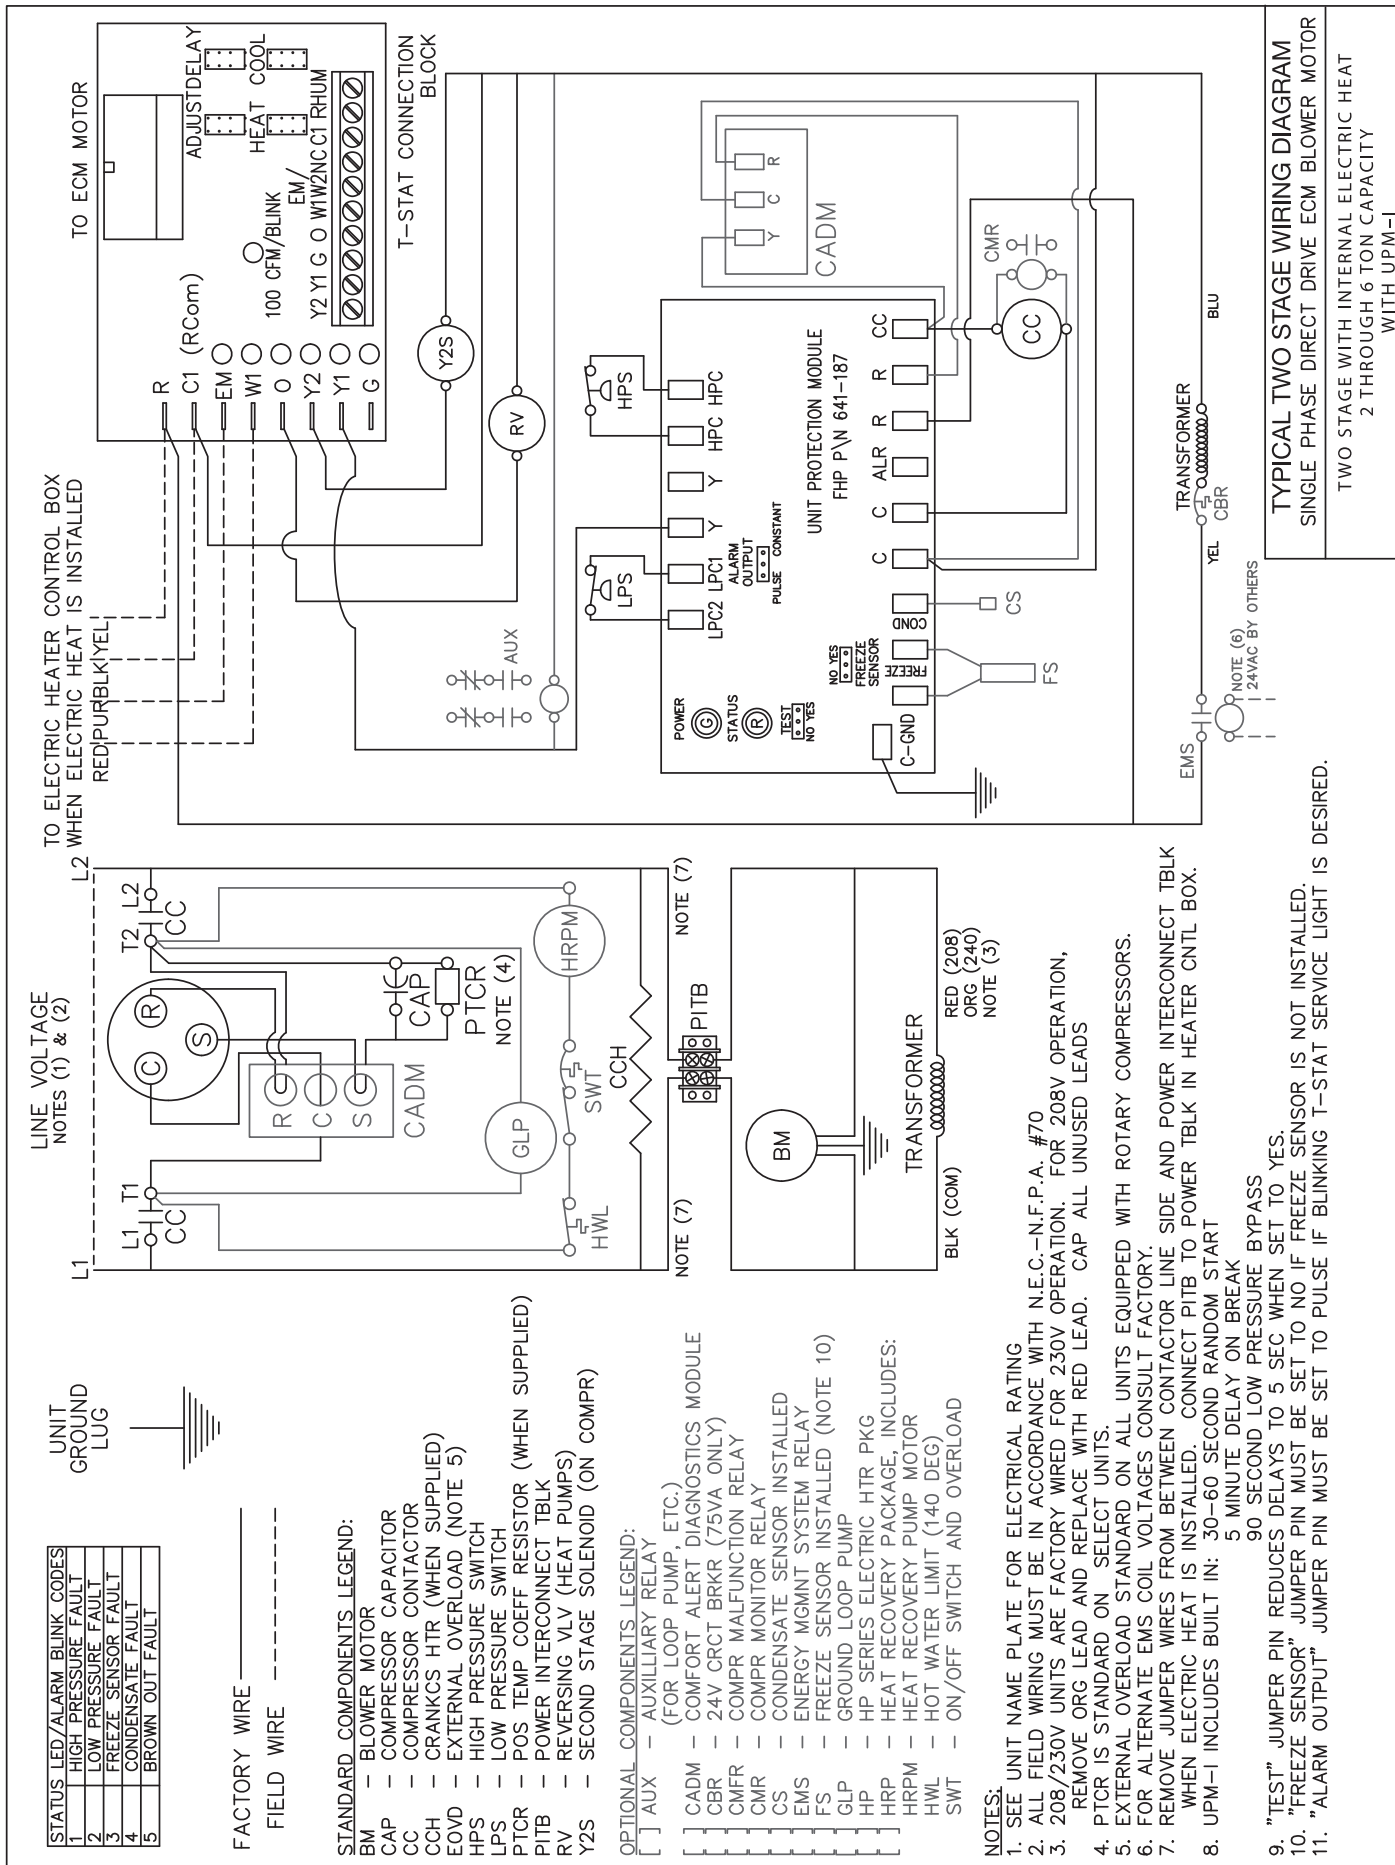 STATUS LED/ALARM BLINK CODES
1 HIGH PRESSURE FAULT
2 LOW PRESSURE FAULT
3 FREEZE SENSOR FAULT
4 CONDENSATE FAULT
5 BROWN OUT FAULT
UNIT
GROUND
LUG
FACTORY WIRE
FIELD WIRE
STANDARD COMPONENTS LEGEND:
BM – BLOWER MOTOR
CAP – COMPRESSOR CAPACITOR
CC – COMPRESSOR CONTACTOR
CCH – CRANKCS HTR (WHEN SUPPLIED)
EOVD – EXTERNAL OVERLOAD (NOTE 5)
HPS – HIGH PRESSURE SWITCH
LPS – LOW PRESSURE SWITCH
PTCR – POS TEMP COEFF RESISTOR (WHEN SUPPLIED)
PITB – POWER INTERCONNECT TBLK
RV – REVERSING VLV (HEAT PUMPS)
Y2S – SECOND STAGE SOLENOID (ON COMPR)
OPTIONAL COMPONENTS LEGEND:
[ ] AUX – AUXILLIARY RELAY
(FOR LOOP PUMP, ETC.)
[ ] CADM – COMFORT ALERT DIAGNOSTICS MODULE
[ ] CBR – 24V CRCT BRKR (75VA ONLY)
[ ] CMFR – COMPR MALFUNCTION RELAY
[ ] CMR – COMPR MONITOR RELAY
[ ] CS – CONDENSATE SENSOR INSTALLED
[ ] EMS – ENERGY MGMNT SYSTEM RELAY
[ ] FS – FREEZE SENSOR INSTALLED (NOTE 10)
[ ] GLP – GROUND LOOP PUMP
[ ] HP – HP SERIES ELECTRIC HTR PKG
[ ] HRP – HEAT RECOVERY PACKAGE, INCLUDES:
HRPM – HEAT RECOVERY PUMP MOTOR
HWL – HOT WATER LIMIT (140 DEG)
SWT – ON/OFF SWITCH AND OVERLOAD
NOTES:
1. SEE UNIT NAME PLATE FOR ELECTRICAL RATING
2. ALL FIELD WIRING MUST BE IN ACCORDANCE WITH N.E.C.–N.F.P.A. #70
3. 208/230V UNITS ARE FACTORY WIRED FOR 230V OPERATION. FOR 208V OPERATION,
REMOVE ORG LEAD AND REPLACE WITH RED LEAD. CAP ALL UNUSED LEADS
4. PTCR IS STANDARD ON SELECT UNITS.
5. EXTERNAL OVERLOAD STANDARD ON ALL UNITS EQUIPPED WITH ROTARY COMPRESSORS.
6. FOR ALTERNATE EMS COIL VOLTAGES CONSULT FACTORY.
7. REMOVE JUMPER WIRES FROM BETWEEN CONTACTOR LINE SIDE AND POWER INTERCONNECT TBLK
WHEN ELECTRIC HEAT IS INSTALLED. CONNECT PITB TO POWER TBLK IN HEATER CNTL BOX.
8. UPM–I INCLUDES BUILT IN: 30–60 SECOND RANDOM START
5 MINUTE DELAY ON BREAK
90 SECOND LOW PRESSURE BYPASS
9. "TEST" JUMPER PIN REDUCES DELAYS TO 5 SEC WHEN SET TO YES.
10. "FREEZE SENSOR" JUMPER PIN MUST BE SET TO NO IF FREEZE SENSOR IS NOT INSTALLED.
11. "ALARM OUTPUT" JUMPER PIN MUST BE SET TO PULSE IF BLINKING T–STAT SERVICE LIGHT IS DESIRED.
LINE VOLTAGE
NOTES (1) & (2)
L1
L2
L1 T1
CC
T2 L2
CC
C
R
S
R
C
S
CADM
CAP
PTCR
NOTE (4)
GLP
HRPM
HWL
SWT
CCH
NOTE (7)
NOTE (7)
PITB
BM
TRANSFORMER
BLK (COM)
RED (208)
ORG (240)
NOTE (3)
TO ELECTRIC HEATER CONTROL BOX
WHEN ELECTRIC HEAT IS INSTALLED
RED
PUR
BLK
YEL
TO ECM MOTOR
ADJUST
DELAY
HEAT
COOL
100 CFM/BLINK
EM/
Y2 Y1 G O W1 W2 NC C1 R HUM
T–STAT CONNECTION
BLOCK
R
C1 (RCom)
EM
W1
O
Y2
Y1
G
Y2S
RV
AUX
LPS
HPS
LPC2
LPC1
Y
Y
HPC
HPC
ALARM
OUTPUT
PULSE
CONSTANT
POWER
G
STATUS
R
TEST
NO YES
NO YES
FREEZE
SENSOR
UNIT PROTECTION MODULE
FHP P\N 641–187
C–GND
FREEZE
COND
C
C
ALR
R
R
CC
FS
CS
Y
C
R
CADM
CMR
CC
EMS
NOTE (6)
24VAC BY OTHERS
YEL
CBR
TRANSFORMER
BLU
TYPICAL TWO STAGE WIRING DIAGRAM
SINGLE PHASE DIRECT DRIVE ECM BLOWER MOTOR
TWO STAGE WITH INTERNAL ELECTRIC HEAT
2 THROUGH 6 TON CAPACITY
WITH UPM–I